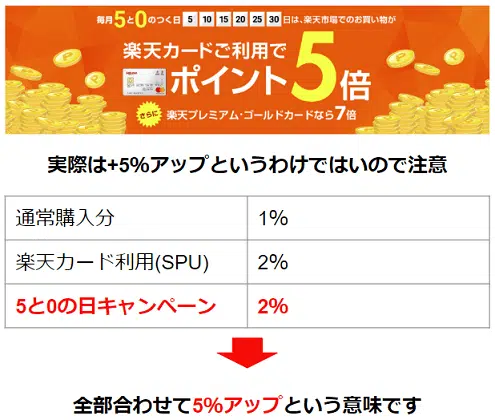 毎月5と0のつく日 5 10 15 20 25 30 日は、楽天市場でのお買い物が
楽天カードご利用で
ポイント5倍
さらに 楽天プレミアム・ゴールドカードなら7倍
実際は+5%アップというわけではいので注意
通常購入分 1%
楽天カード利用(SPU) 2%
5と0の日キャンペーン 2%
全部合わせて5%アップという意味です